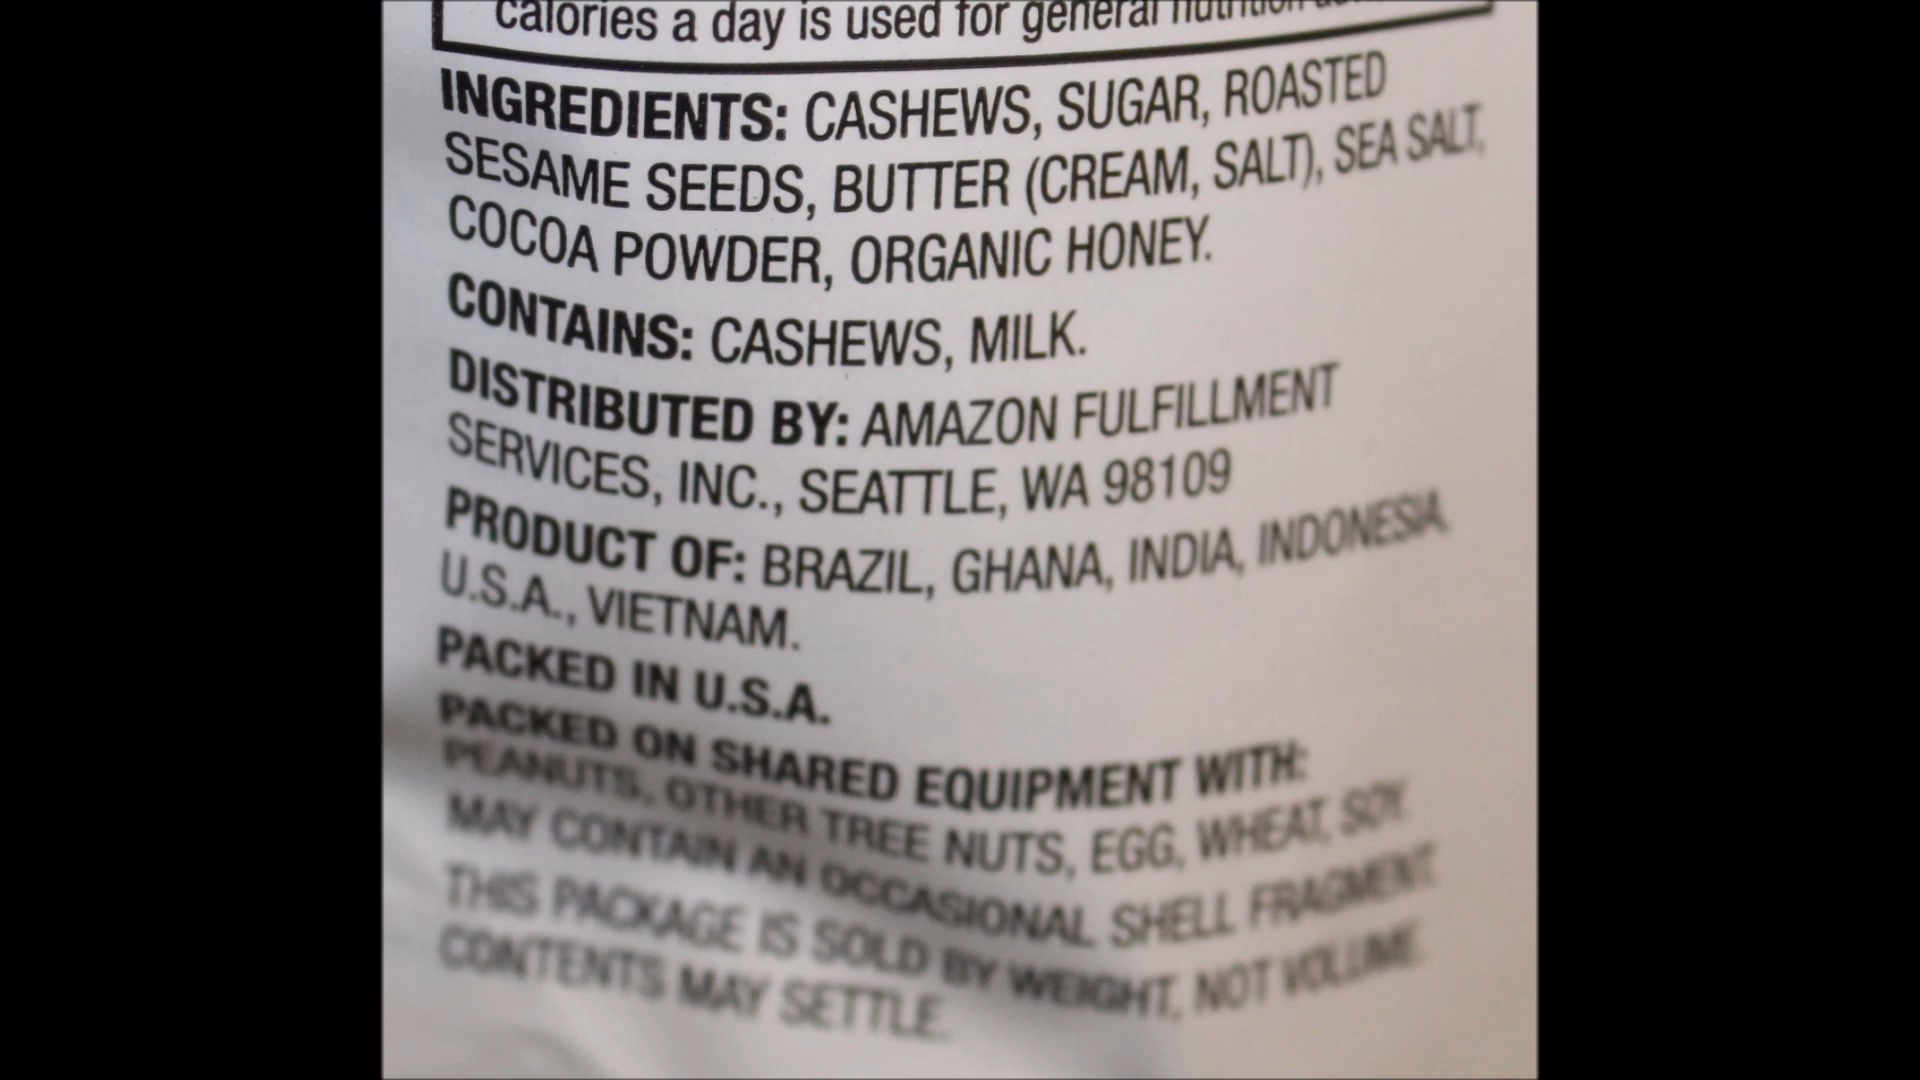 calories a day is used for general nutrition
INGREDIENTS: CASHEWS, SUGAR, ROASTED
SESAME SEEDS, BUTTER (CREAM, SALT), SEA SALT,
COCOA POWDER, ORGANIC HONEY.
CONTAINS: CASHEWS, MILK.
DISTRIBUTED BY: AMAZON FULFILLMENT
SERVICES, INC., SEATTLE, WA 98109
PRODUCT OF: BRAZIL, GHANA, INDIA, INDONESIA,
U.S.A., VIETNAM.
PACKED IN U.S.A.
PACKED ON SHARED EQUIPMENT WITH:
PEANUTS, OTHER TREE NUTS, EGG, WHEAT, SOY.
MAY CONTAIN AN OCCASIONAL SHELL FRAGMENT.
THIS PACKAGE IS SOLD BY WEIGHT, NOT VOLUME.
CONTENTS MAY SETTLE.